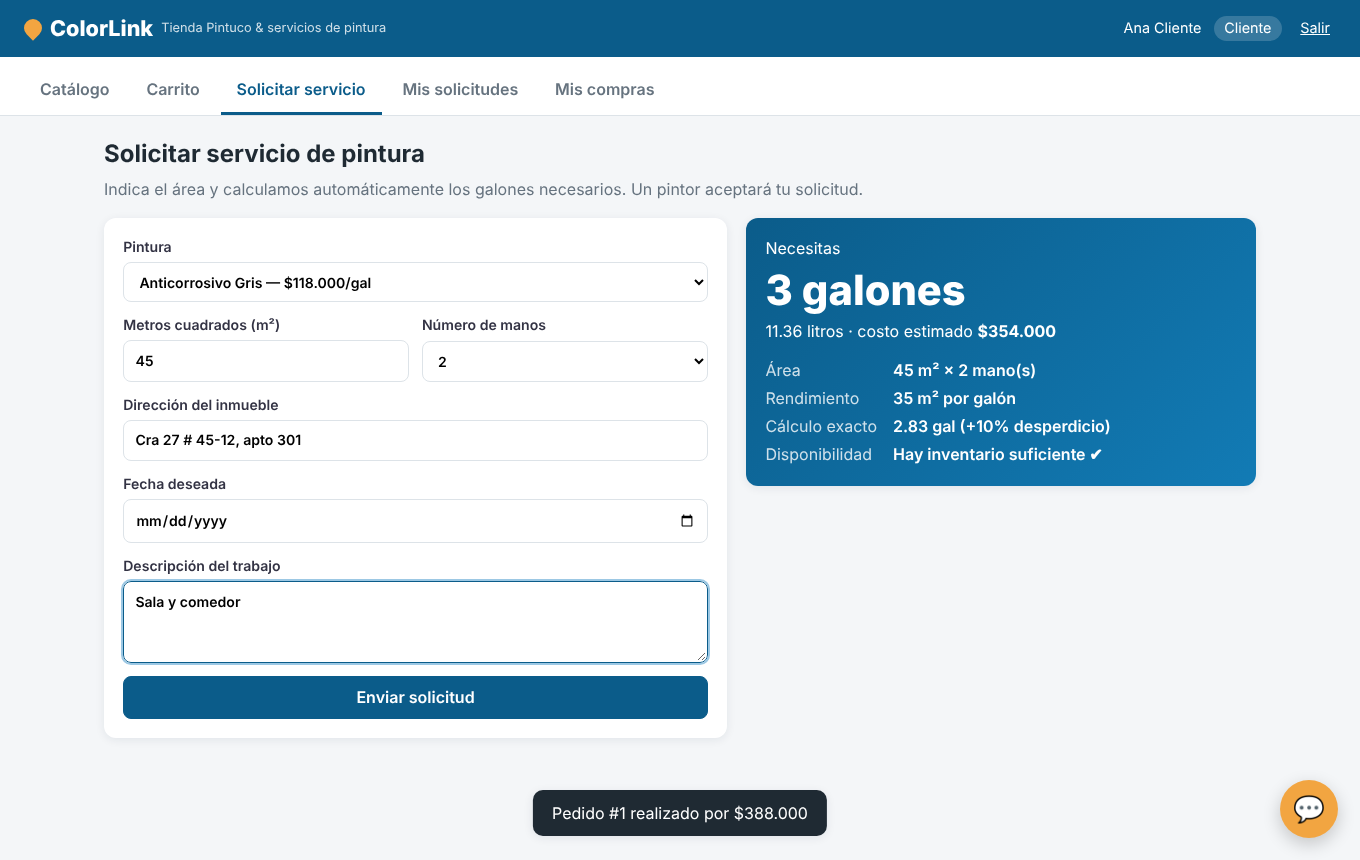 ColorLink Tienda Pintuco & servicios de pintura
Ana Cliente Cliente Salir
Catálogo Carrito Solicitar servicio Mis solicitudes Mis compras
Solicitar servicio de pintura
Indica el área y calculamos automáticamente los galones necesarios. Un pintor aceptará tu solicitud.
Pintura
Anticorrosivo Gris — $118.000/gal
Metros cuadrados (m²) Número de manos
45 2
Dirección del inmueble
Cra 27 # 45-12, apto 301
Fecha deseada
mm/dd/yyyy
Descripción del trabajo
Sala y comedor
Enviar solicitud
Necesitas
3 galones
11.36 litros · costo estimado $354.000
Área 45 m² × 2 mano(s)
Rendimiento 35 m² por galón
Cálculo exacto 2.83 gal (+10% desperdicio)
Disponibilidad Hay inventario suficiente ✔
Pedido #1 realizado por $388.000